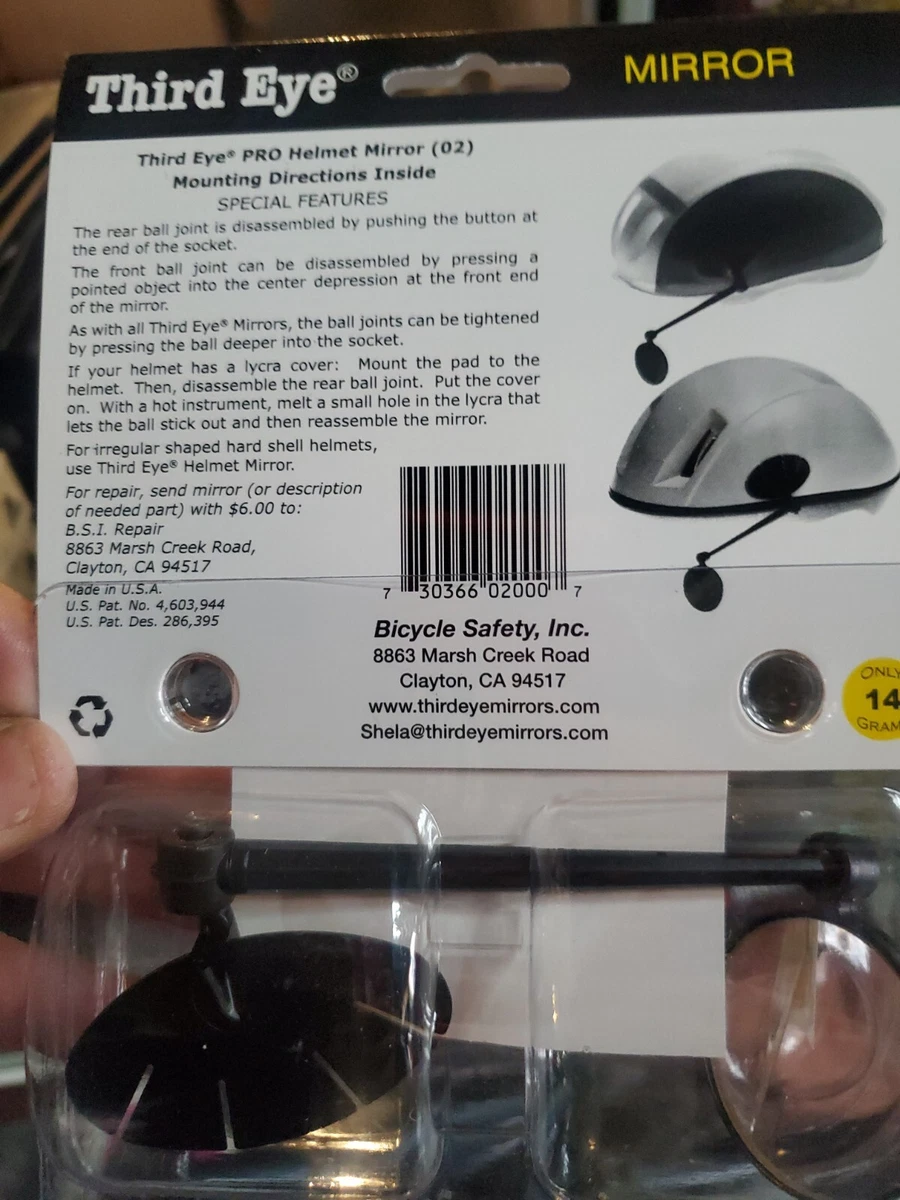 Third Eye®
MIRROR
Third Eye® PRO Helmet Mirror (02)
Mounting Directions Inside
SPECIAL FEATURES
The rear ball joint is disassembled by pushing the button at
the end of the socket.
The front ball joint can be disassembled by pressing a
pointed object into the center depression at the front end
of the mirror.
As with all Third Eye® Mirrors, the ball joints can be tightened
by pressing the ball deeper into the socket.
If your helmet has a lycra cover: Mount the pad to the
helmet. Then, disassemble the rear ball joint. Put the cover
on. With a hot instrument, melt a small hole in the lycra that
lets the ball stick out and then reassemble the mirror.
For irregular shaped hard shell helmets,
use Third Eye® Helmet Mirror.
For repair, send mirror (or description
of needed part) with $6.00 to:
B.S.I. Repair
8863 Marsh Creek Road,
Clayton, CA 94517
Made in U.S.A.
U.S. Pat. No. 4,603,944
U.S. Pat. Des. 286,395
7 30366 02000 7
Bicycle Safety, Inc.
8863 Marsh Creek Road
Clayton, CA 94517
www.thirdeyemirrors.com
Shela@thirdeyemirrors.com
ONLY
14
GRAM